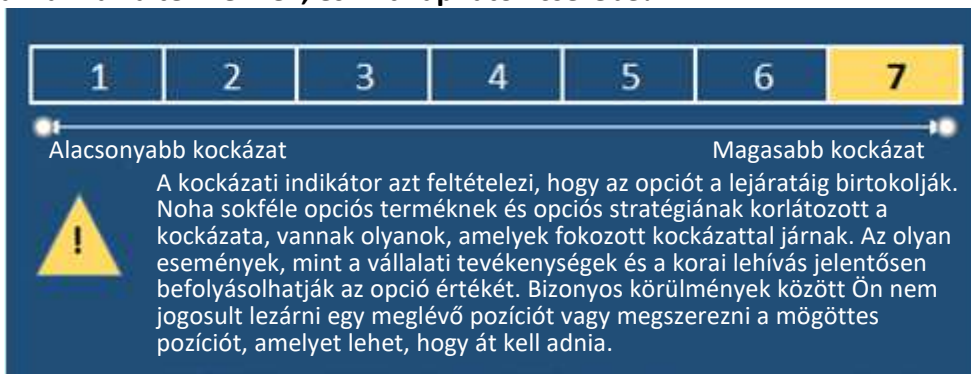 1 2 3 4 5 6 7
Alacsonyabb kockázat Magasabb kockázat
A kockázati indikátor azt feltételezi, hogy az opciót a lejáratáig birtokolják.
Noha sokféle opciós terméknek és opciós stratégiának korlátozott a
kockázata, vannak olyanok, amelyek fokozott kockázattal járnak. Az olyan
! események, mint a vállalati tevékenységek és a korai lehívás jelentősen
befolyásolhatják az opció értékét. Bizonyos körülmények között Ön nem
jogosult lezárni egy meglévő pozíciót vagy megszerezni a mögöttes
pozíciót, amelyet lehet, hogy át kell adnia.